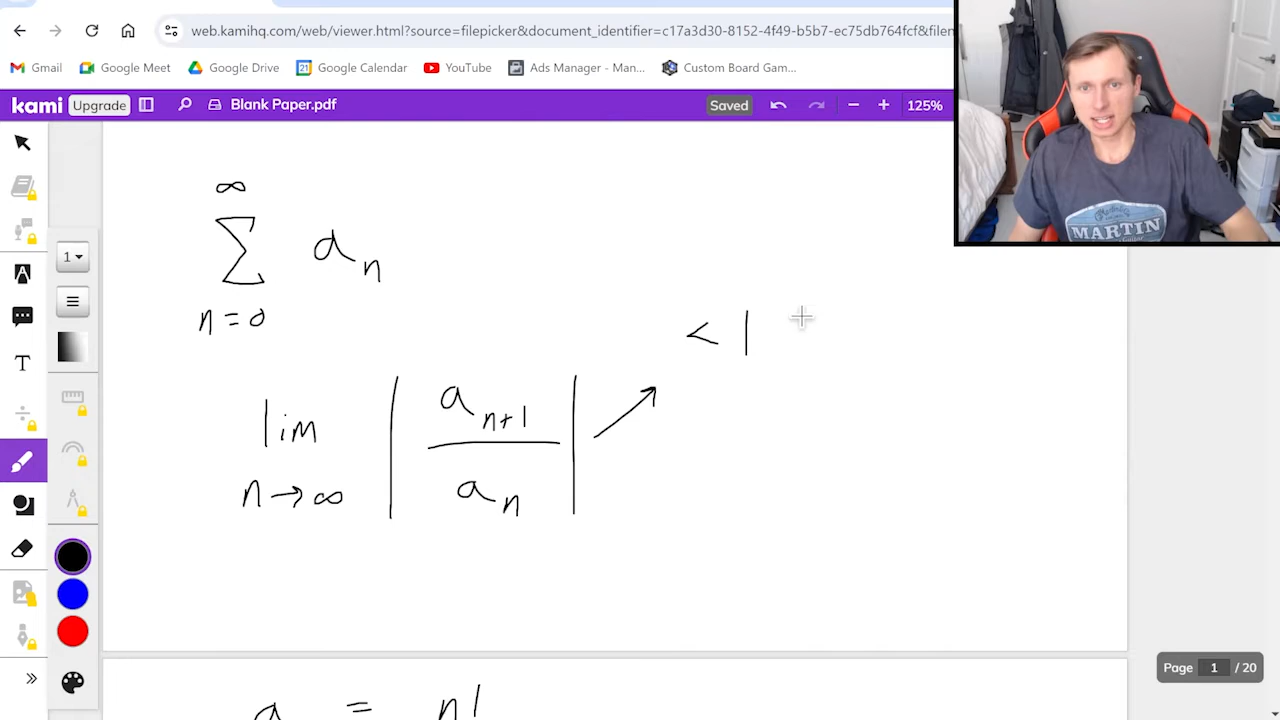 web.kamihq.com/web/viewer.html?source=filepicker&document_identifier=c17a3d30-8152-4f49-b5b7-ec75db764fcf&filen
Gmail Google Meet Google Drive 21 Google Calendar YouTube Ads Manager - Man... Custom Board Gam...
kami Upgrade Blank Paper.pdf Saved 125%
∞
∑ aₙ
n = 0
< 1
lim | aₙ₊₁ / aₙ |
n → ∞
1
T
A
MARTIN
Guitar
Page 1 / 20
a = n!